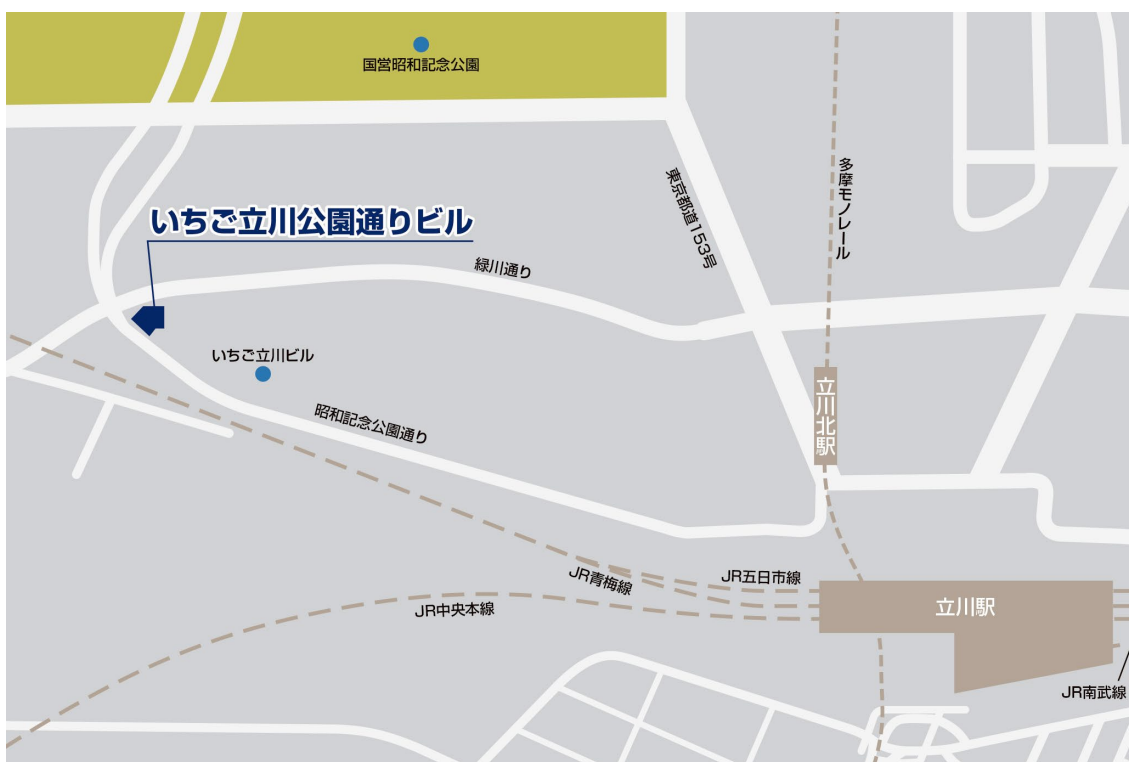 国営昭和記念公園
東京都道153号
多摩モノレール
いちご立川公園通りビル
緑川通り
いちご立川ビル
立川北駅
昭和記念公園通り
JR青梅線
JR五日市線
JR中央本線
立川駅
JR南武線